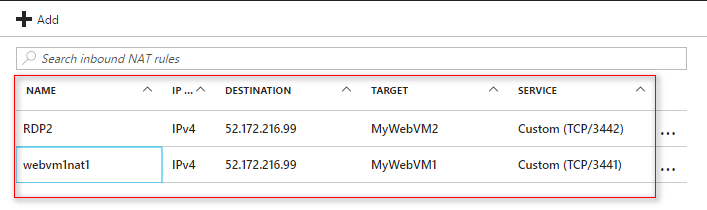 Add
Search inbound NAT rules
NAME IP ... DESTINATION TARGET SERVICE
RDP2 IPv4 52.172.216.99 MyWebVM2 Custom (TCP/3442) ...
webvm1nat1 IPv4 52.172.216.99 MyWebVM1 Custom (TCP/3441) ...